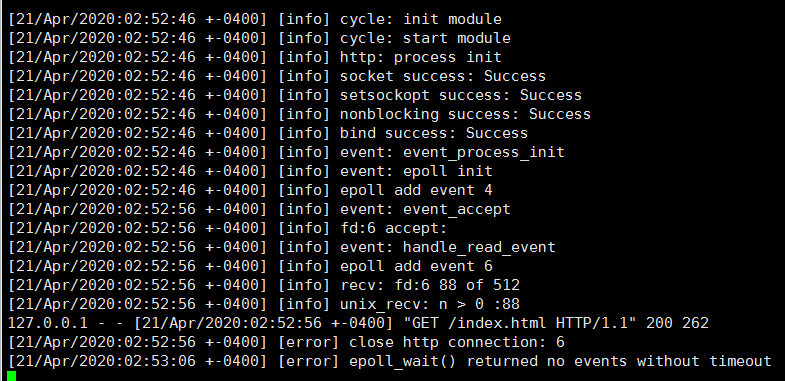 [21/Apr/2020:02:52:46 +-0400] [info] cycle: init module
[21/Apr/2020:02:52:46 +-0400] [info] cycle: start module
[21/Apr/2020:02:52:46 +-0400] [info] http: process init
[21/Apr/2020:02:52:46 +-0400] [info] socket success: Success
[21/Apr/2020:02:52:46 +-0400] [info] setsockopt success: Success
[21/Apr/2020:02:52:46 +-0400] [info] nonblocking success: Success
[21/Apr/2020:02:52:46 +-0400] [info] bind success: Success
[21/Apr/2020:02:52:46 +-0400] [info] event: event_process_init
[21/Apr/2020:02:52:46 +-0400] [info] event: epoll init
[21/Apr/2020:02:52:46 +-0400] [info] epoll add event 4
[21/Apr/2020:02:52:56 +-0400] [info] event: event_accept
[21/Apr/2020:02:52:56 +-0400] [info] fd:6 accept:
[21/Apr/2020:02:52:56 +-0400] [info] event: handle_read_event
[21/Apr/2020:02:52:56 +-0400] [info] epoll add event 6
[21/Apr/2020:02:52:56 +-0400] [info] recv: fd:6 88 of 512
[21/Apr/2020:02:52:56 +-0400] [info] unix_recv: n > 0 :88
127.0.0.1 - - [21/Apr/2020:02:52:56 +-0400] "GET /index.html HTTP/1.1" 200 262
[21/Apr/2020:02:52:56 +-0400] [error] close http connection: 6
[21/Apr/2020:02:53:06 +-0400] [error] epoll_wait() returned no events without timeout